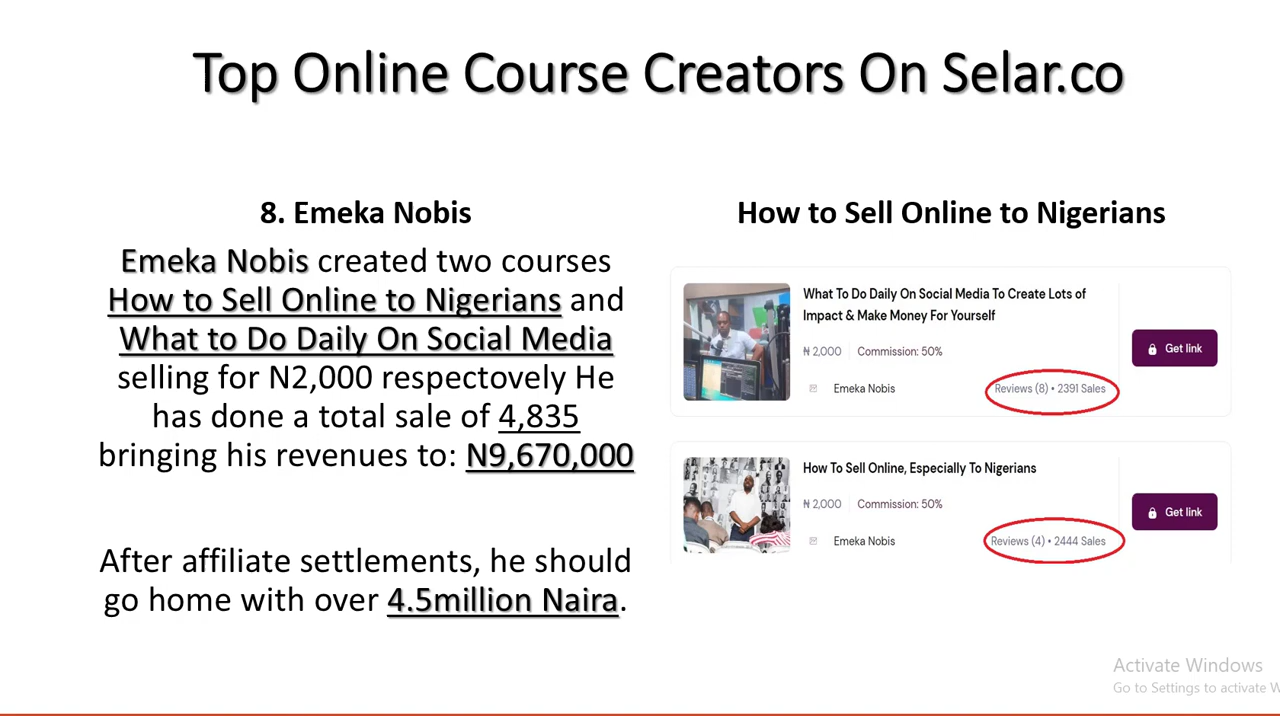 Top Online Course Creators On Selar.co
8. Emeka Nobis
Emeka Nobis created two courses
How to Sell Online to Nigerians and
What to Do Daily On Social Media
selling for N2,000 respectovely He
has done a total sale of 4,835
bringing his revenues to: N9,670,000
After affiliate settlements, he should
go home with over 4.5million Naira.
How to Sell Online to Nigerians
What To Do Daily On Social Media To Create Lots of
Impact & Make Money For Yourself
₦ 2,000 Commission: 50%
Get link
Emeka Nobis Reviews (8) • 2391 Sales
How To Sell Online, Especially To Nigerians
₦ 2,000 Commission: 50%
Get link
Emeka Nobis Reviews (4) • 2444 Sales
Activate Windows
Go to Settings to activate W